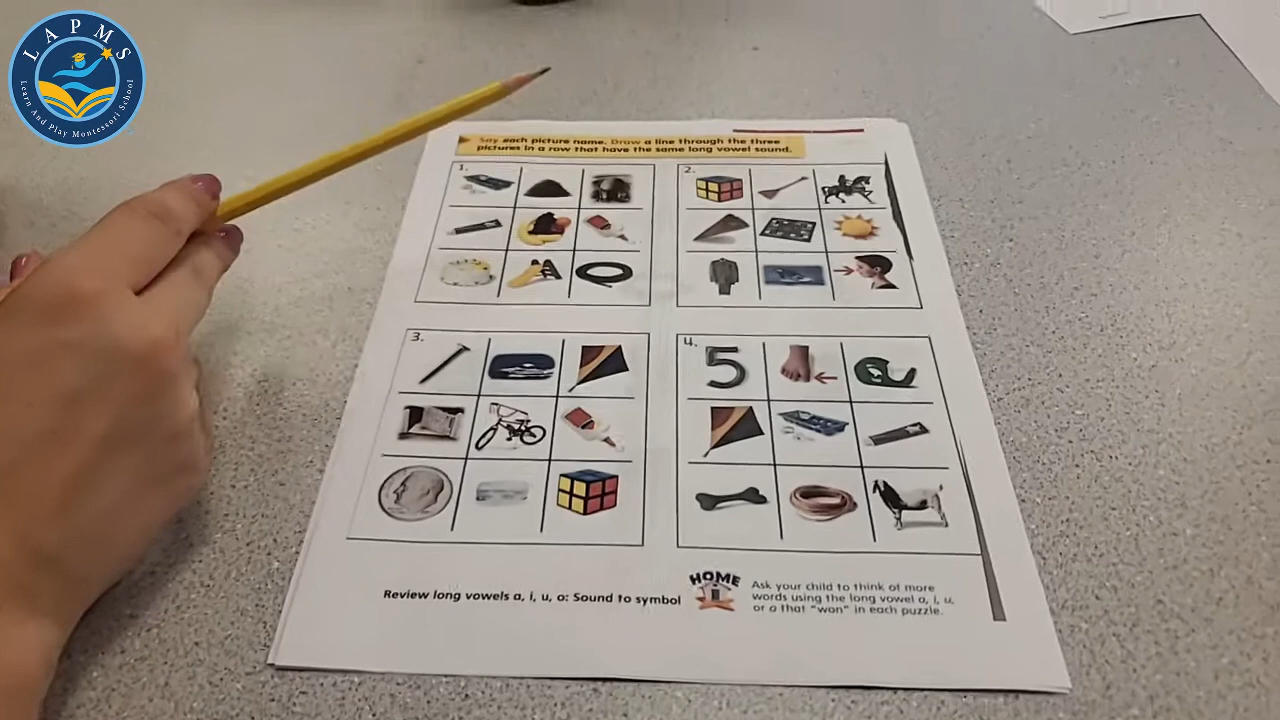 LAPMS
Learn And Play Montessori School
Say each picture name. Draw a line through the three
pictures in a row that have the same long vowel sound.
1.
2.
3.
4.
5
Review long vowels a, i, u, o: Sound to symbol
HOME
Ask your child to think of more
words using the long vowel a, i, u,
or o that "won" in each puzzle.